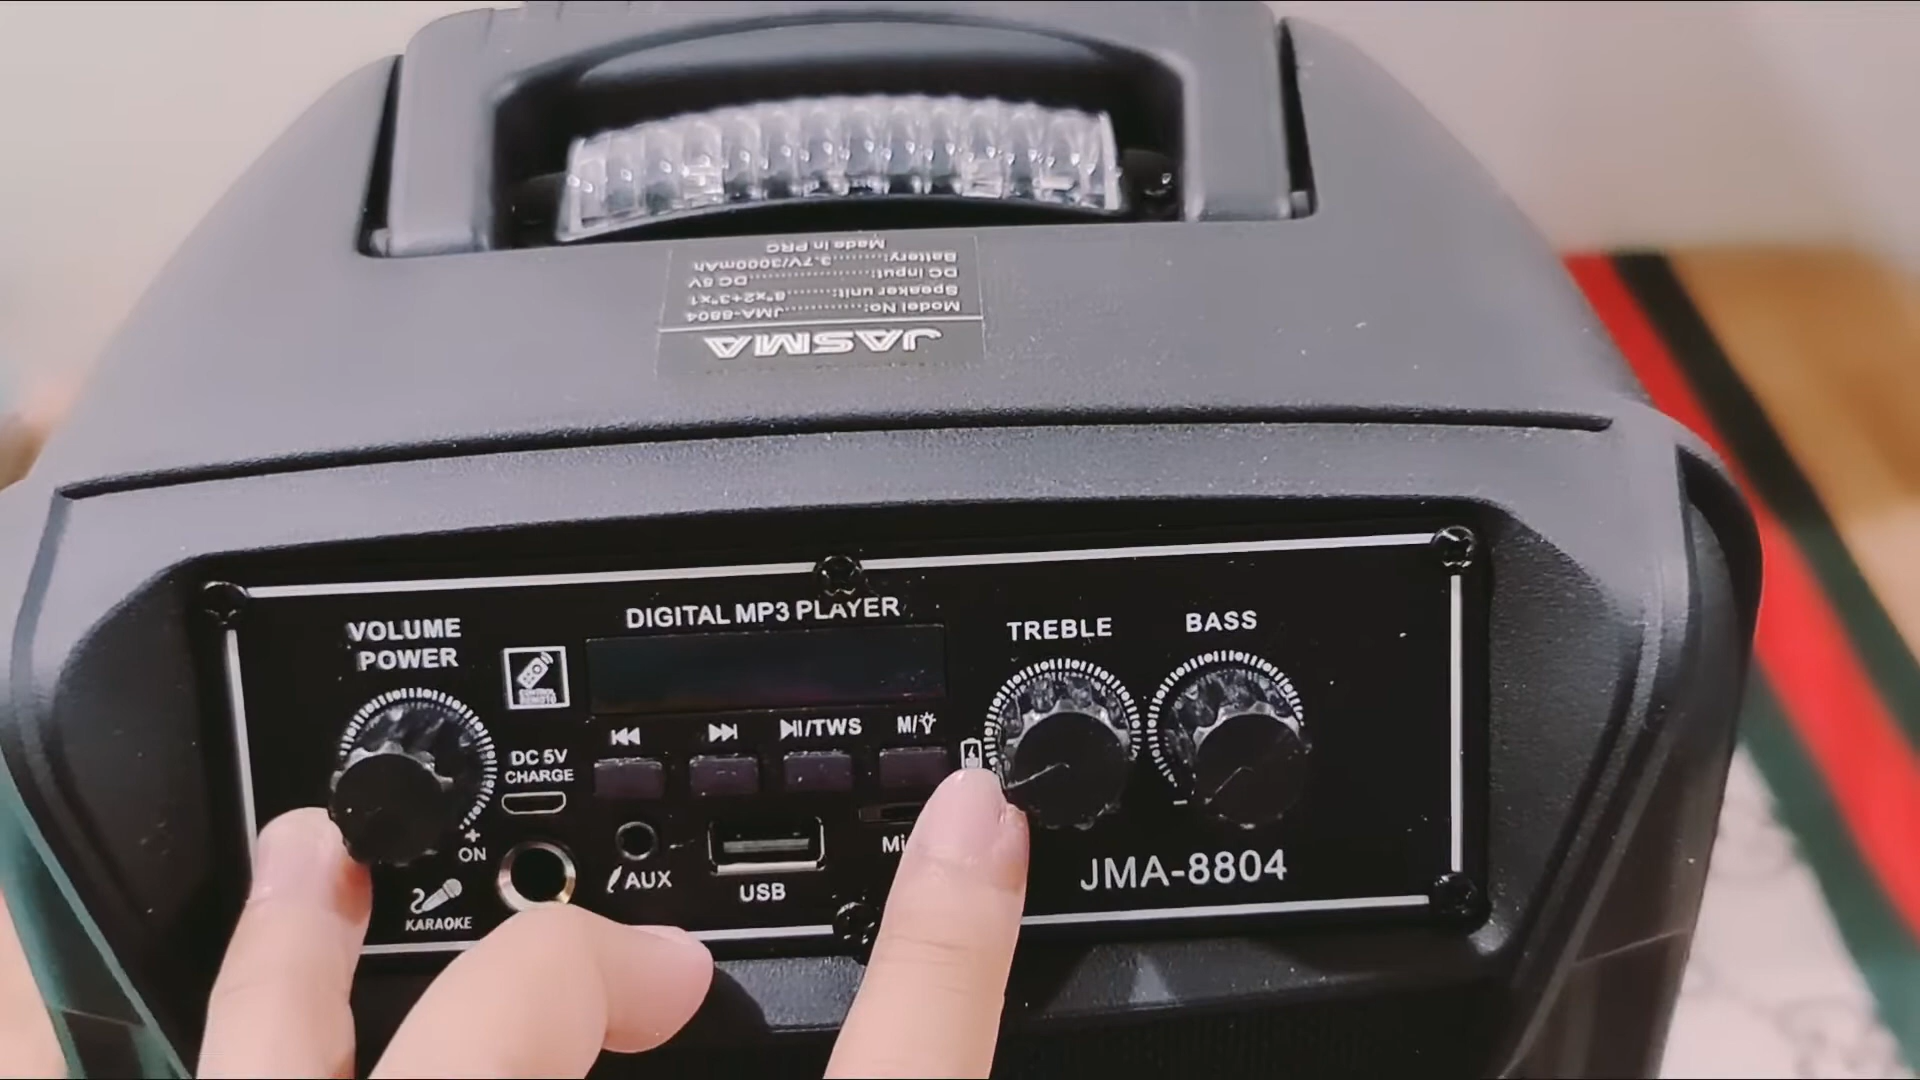 JASMA
Model No:............JMA-8804
Speaker unit:........8"x2+3"x1
DC input:................DC 5V
Battery:.........3.7V/3000mAh
Made in PRC
VOLUME
POWER
DIGITAL MP3 PLAYER
TREBLE
BASS
CONTROL
REMOTO
/TWS
M/
DC 5V
CHARGE
+
ON
-
AUX
USB
KARAOKE
JMA-8804